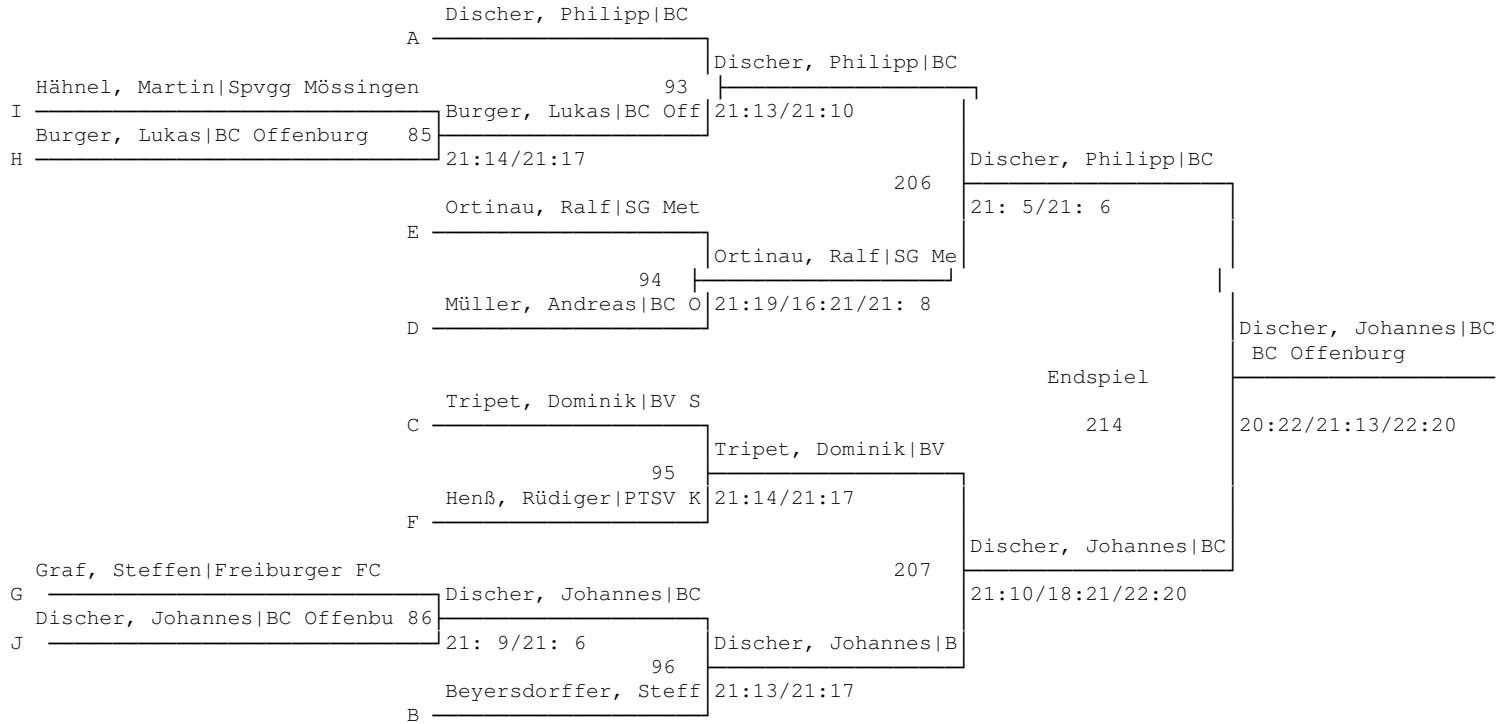 Discher, Philipp|BC
A
Discher, Philipp|BC
Hähnel, Martin|Spvgg Mössingen
93
I
Burger, Lukas|BC Off
21:13/21:10
Burger, Lukas|BC Offenburg
85
H
21:14/21:17
Discher, Philipp|BC
206
Ortinau, Ralf|SG Met
21: 5/21: 6
E
Ortinau, Ralf|SG Me
94
Müller, Andreas|BC O
21:19/16:21/21: 8
D
Discher, Johannes|BC
BC Offenburg
Endspiel
Tripet, Dominik|BV S
C
214
20:22/21:13/22:20
Tripet, Dominik|BV
95
Henß, Rüdiger|PTSV K
21:14/21:17
F
Discher, Johannes|BC
Graf, Steffen|Freiburger FC
207
G
Discher, Johannes|BC
21:10/18:21/22:20
Discher, Johannes|BC Offenbu
86
J
21: 9/21: 6
Discher, Johannes|B
96
Beyersdorffer, Steff
21:13/21:17
B